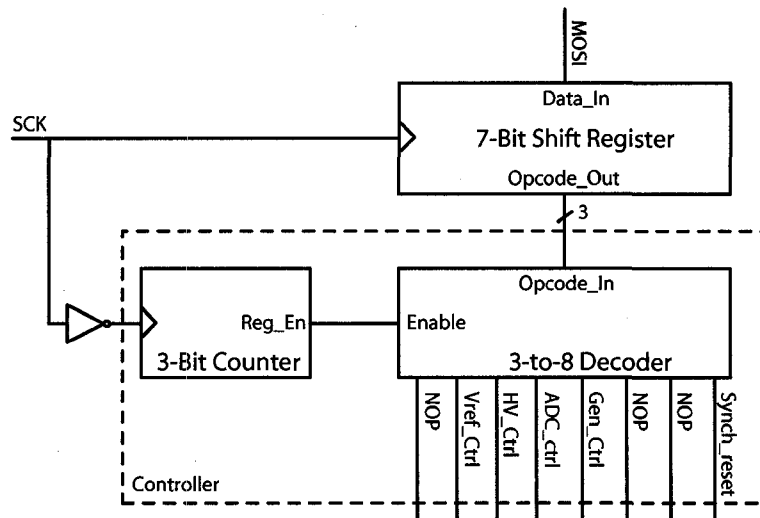 MOSI
SCK
Data_In
7-Bit Shift Register
Opcode_Out
3
Opcode_In
Reg_En
Enable
3-Bit Counter
3-to-8 Decoder
NOP
Vref_Ctrl
HV_Ctrl
ADC_ctrl
Gen_Ctrl
NOP
NOP
Synch_reset
Controller